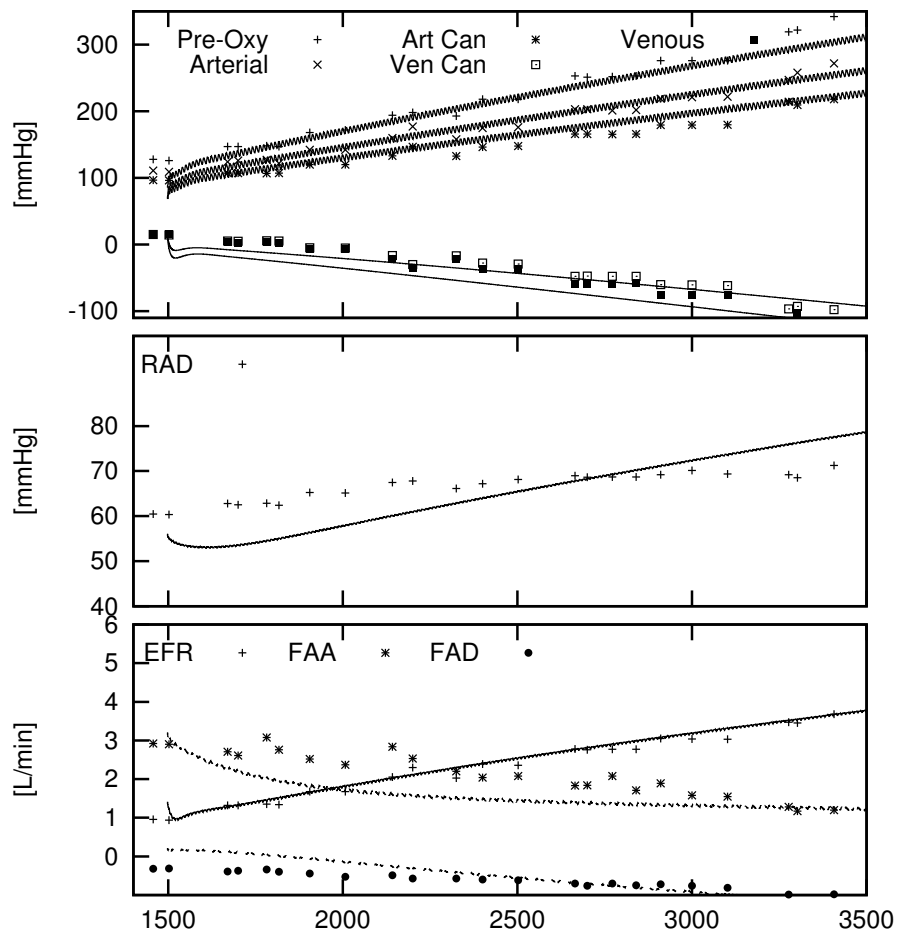 300
200
100
0
-100
[mmHg]
Pre-Oxy Art Can Venous
Arterial Ven Can
RAD
80
70
60
50
40
[mmHg]
6
5
4
3
2
1
0
[L/min]
EFR FAA FAD
1500 2000 2500 3000 3500